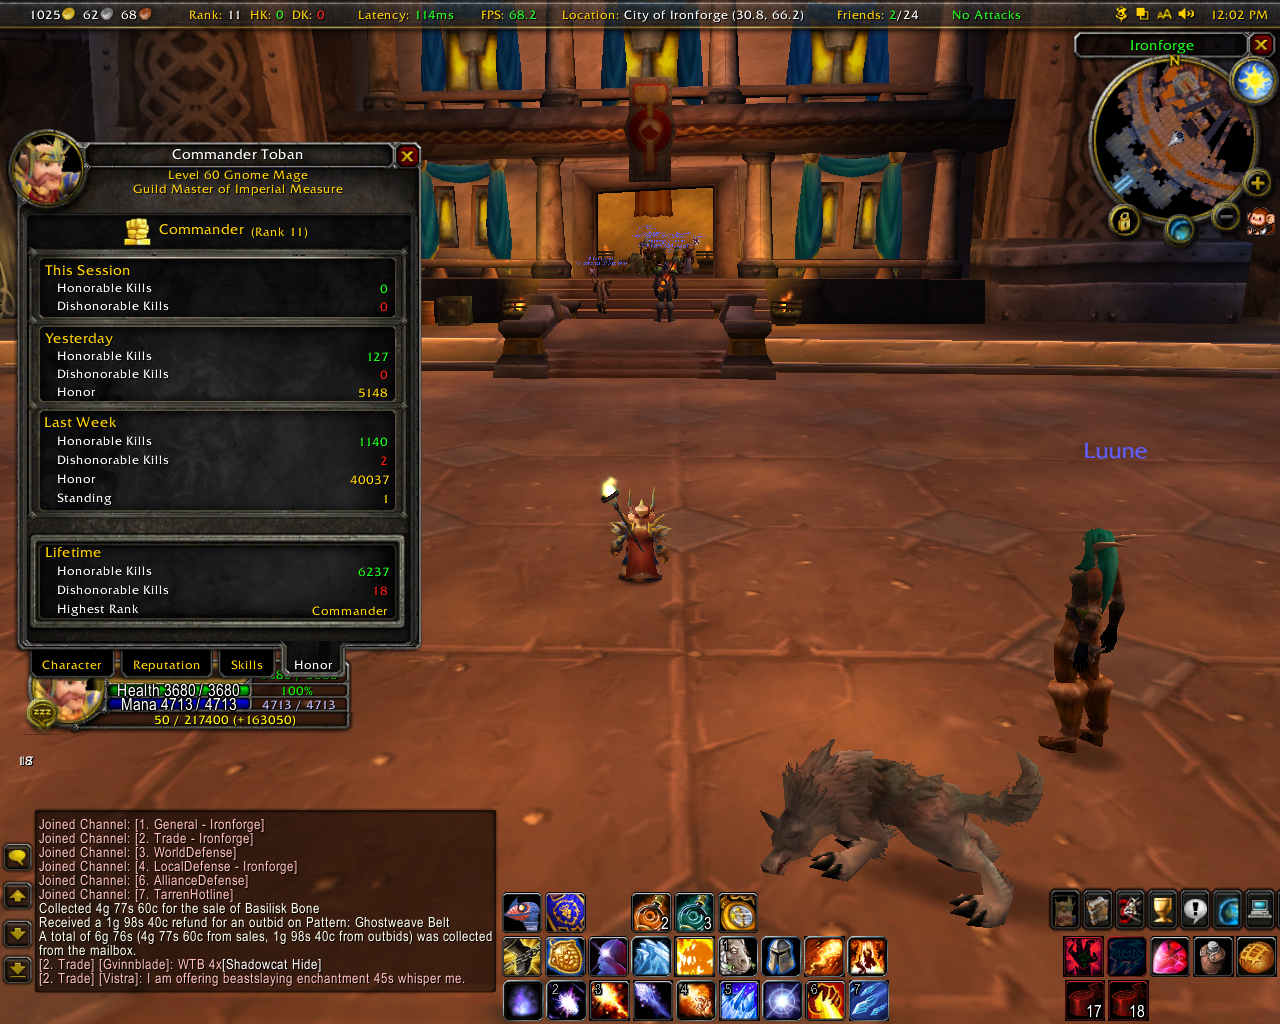 1025 62 68 Rank: 11 HK: 0 DK: 0 Latency: 114ms FPS: 68.2 Location: City of Ironforge (30.8, 66.2) Friends: 2/24 No Attacks AA 12:02 PM
Ironforge
N
Commander Toban
Level 60 Gnome Mage
Guild Master of Imperial Measure
Commander (Rank 11)
This Session
Honorable Kills 0
Dishonorable Kills 0
Yesterday
Honorable Kills 127
Dishonorable Kills 0
Honor 5148
Last Week
Honorable Kills 1140
Dishonorable Kills 2
Honor 40037
Standing 1
Lifetime
Honorable Kills 6237
Dishonorable Kills 18
Highest Rank Commander
Character Reputation Skills Honor
Health 3680 / 3680 100%
Mana 4713 / 4713 4713 / 4713
zzz
50 / 217400 (+163050)
Luune
Joined Channel: [1. General - Ironforge]
Joined Channel: [2. Trade - Ironforge]
Joined Channel: [3. WorldDefense]
Joined Channel: [4. LocalDefense - Ironforge]
Joined Channel: [6. AllianceDefense]
Joined Channel: [7. TarrenHotline]
Collected 4g 77s 60c for the sale of Basilisk Bone
Received a 1g 98s 40c refund for an outbid on Pattern: Ghostweave Belt
A total of 6g 76s (4g 77s 60c from sales, 1g 98s 40c from outbids) was collected
from the mailbox.
[2. Trade] [Gvinnblade]: WTB 4x[Shadowcat Hide]
[2. Trade] [Vistra]: I am offering beastslaying enchantment 45s whisper me.
2 3
2 3 4 5 6 7
17 18